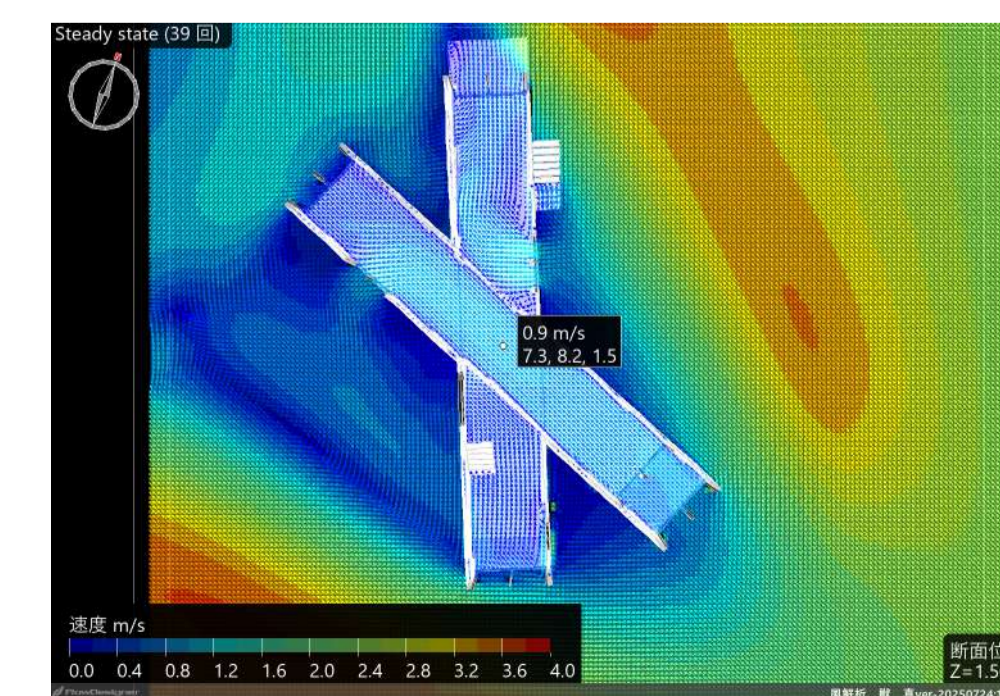 Steady state (39 回)
N
0.9 m/s
7.3, 8.2, 1.5
速度 m/s
0.0 0.4 0.8 1.2 1.6 2.0 2.4 2.8 3.2 3.6 4.0
断面位
Z=1.5
FlowDesigner